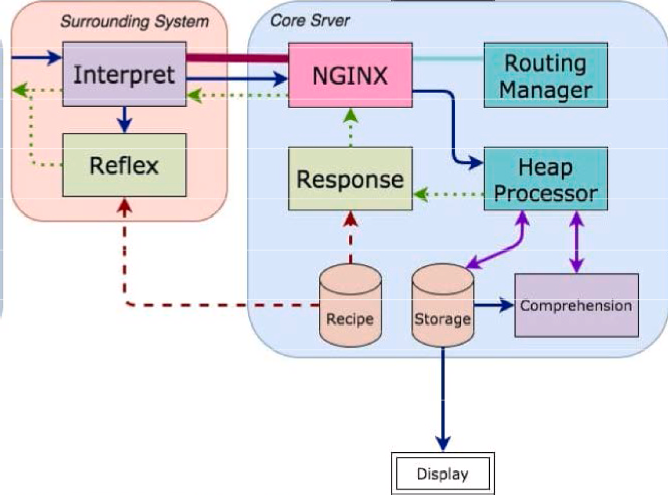 Surrounding System
Core Srver
Interpret
NGINX
Routing
Manager
Reflex
Response
Heap
Processor
Recipe
Storage
Comprehension
Display